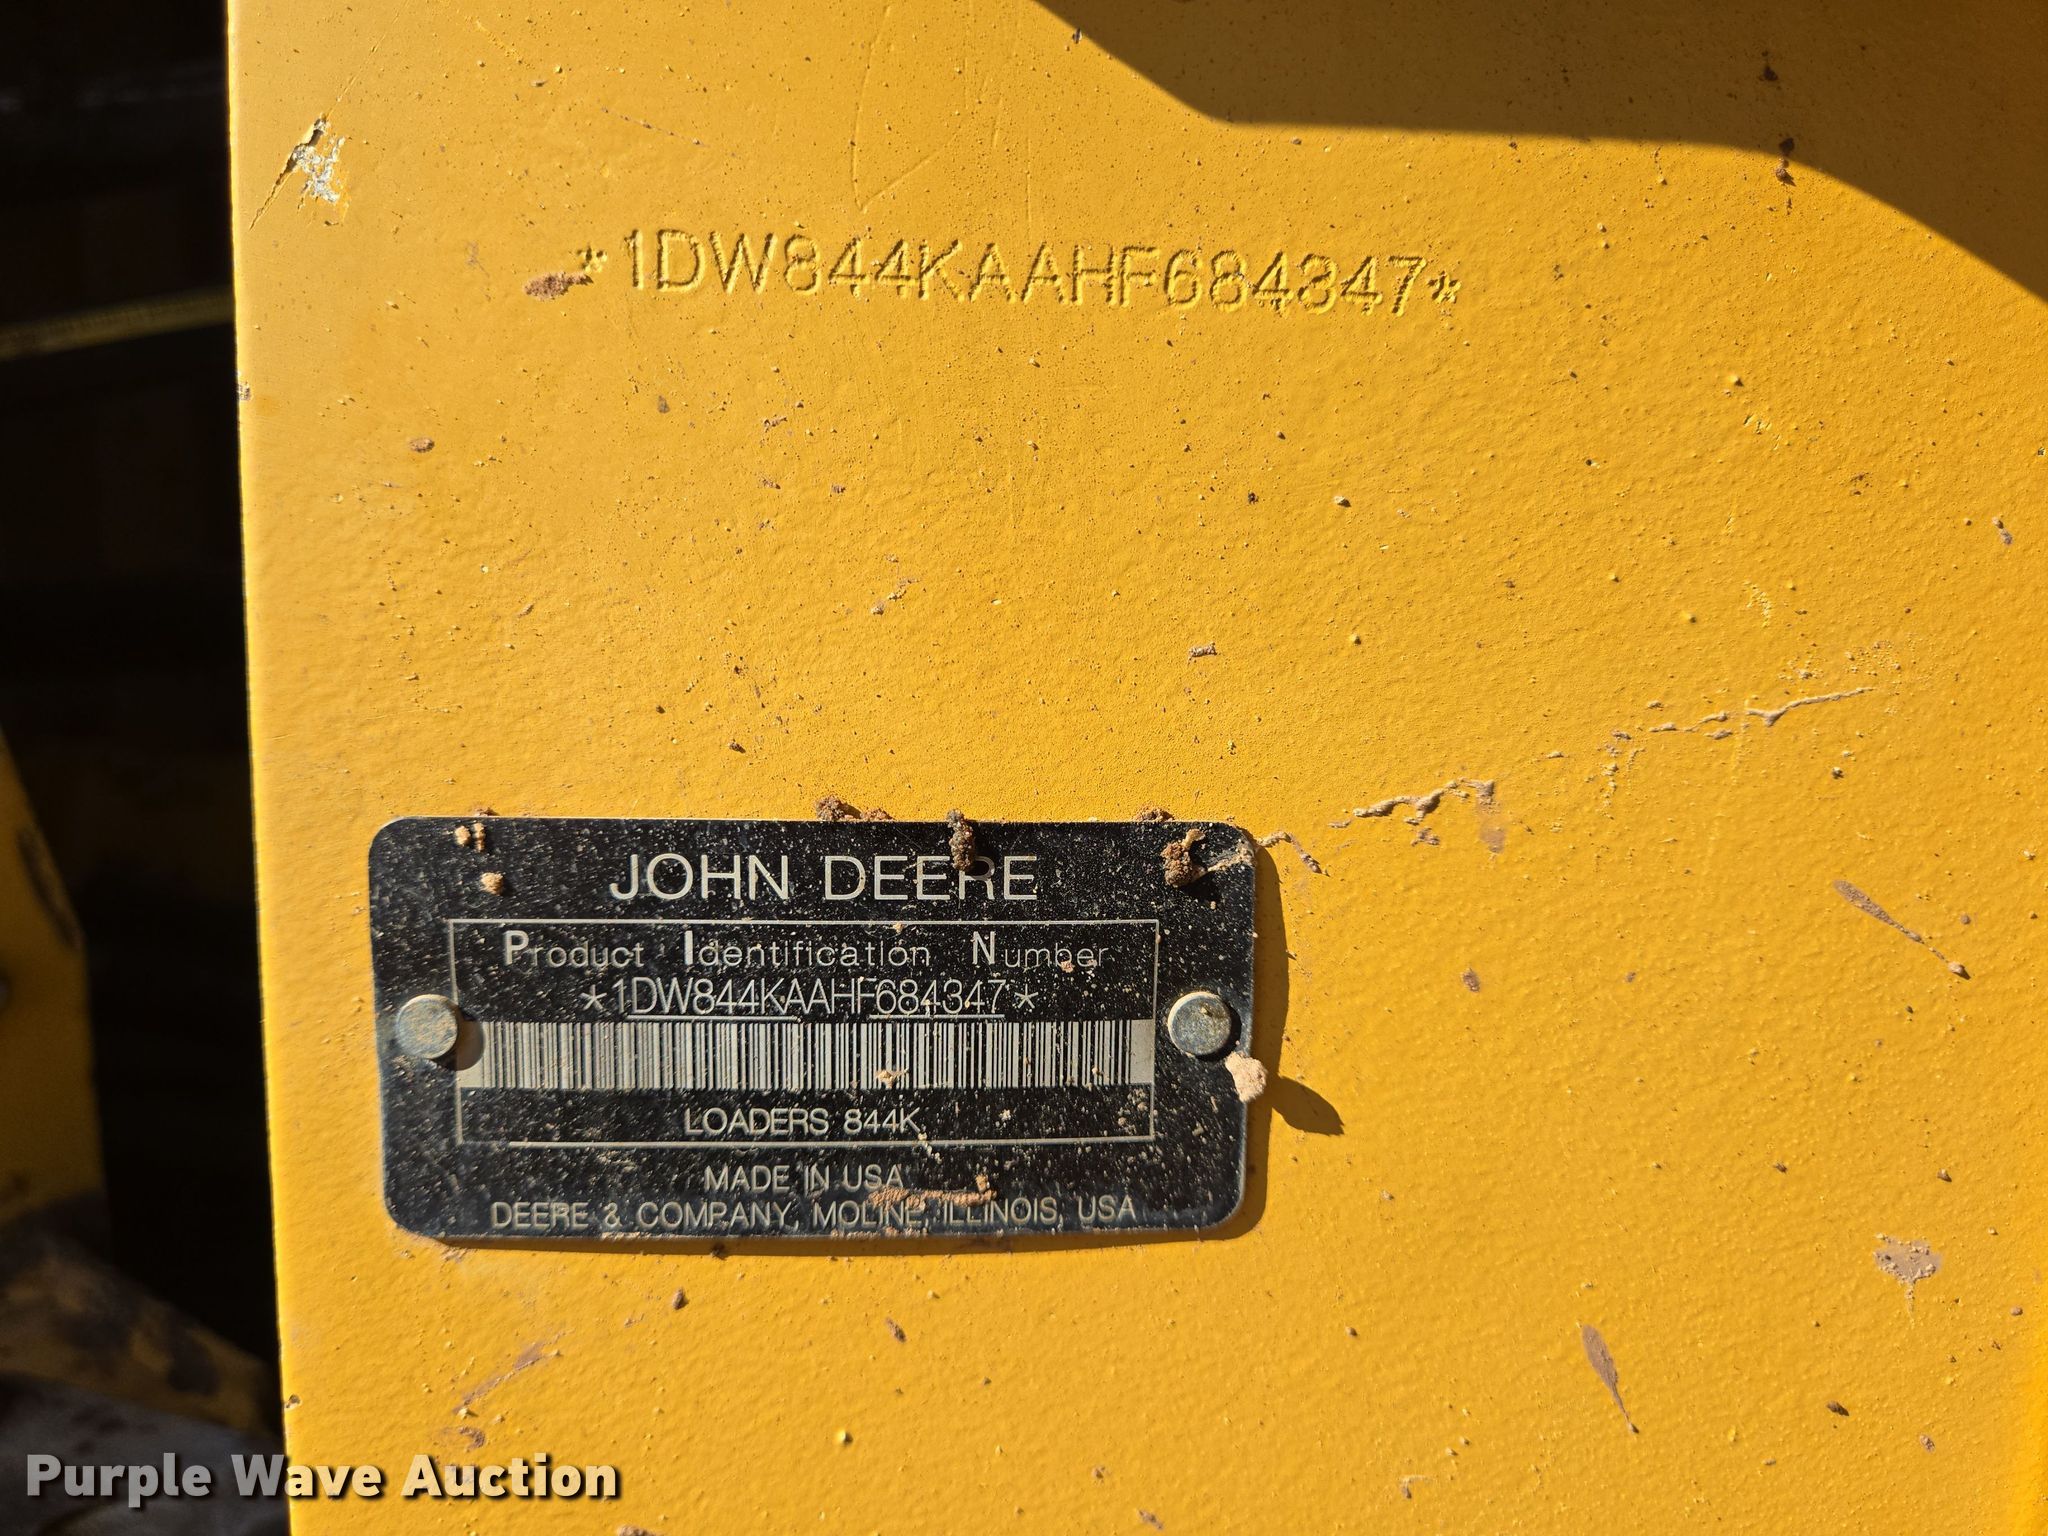 *1DW844KAAHF684347*
JOHN DEERE
Product Identification Number
*1DW844KAAHF684347*
LOADERS 844K
MADE IN USA
DEERE & COMPANY, MOLINE, ILLINOIS, USA
Purple Wave Auction